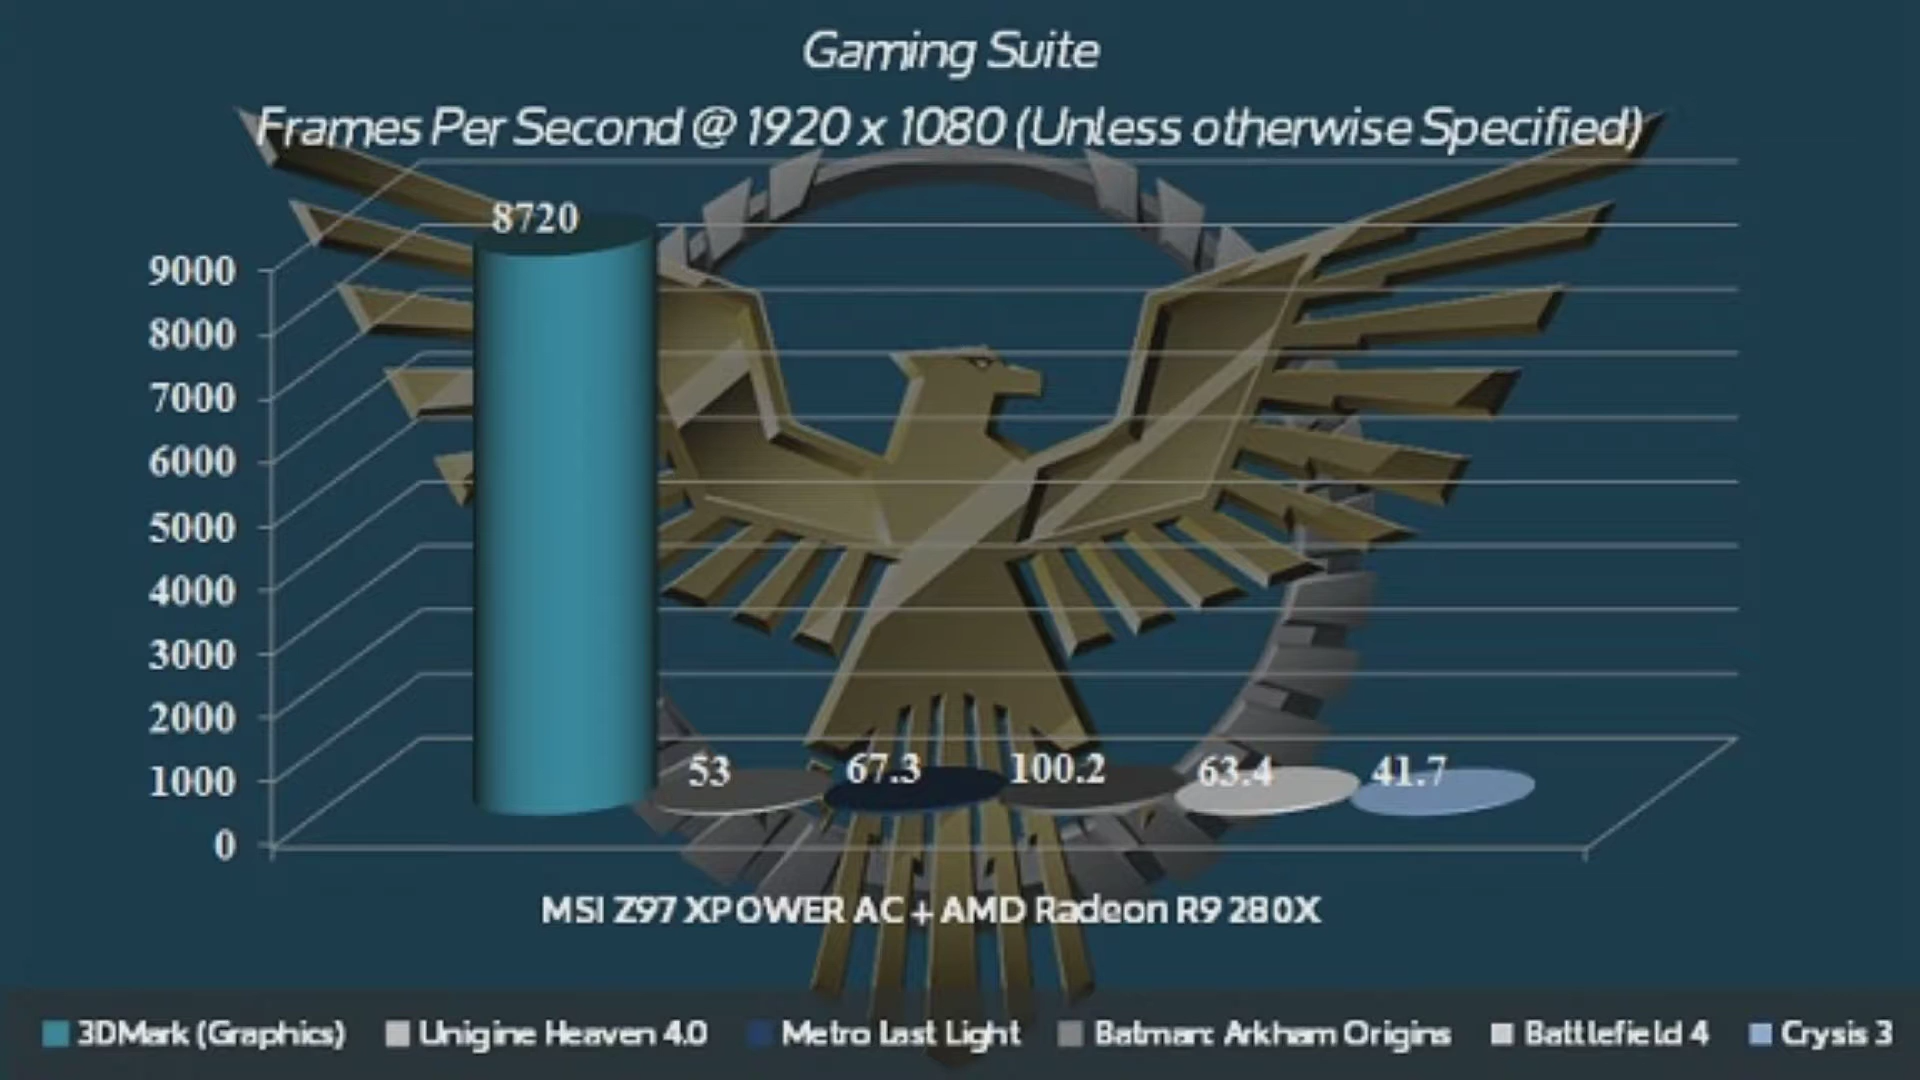 Gaming Suite
Frames Per Second @ 1920 x 1080 (Unless otherwise Specified)
8720
9000
8000
7000
6000
5000
4000
3000
2000
1000
0
53
67.3
100.2
63.4
41.7
MSI Z97 XPOWER AC + AMD Radeon R9 280X
3DMark (Graphics)
Unigine Heaven 4.0
Metro Last Light
Batman: Arkham Origins
Battlefield 4
Crysis 3